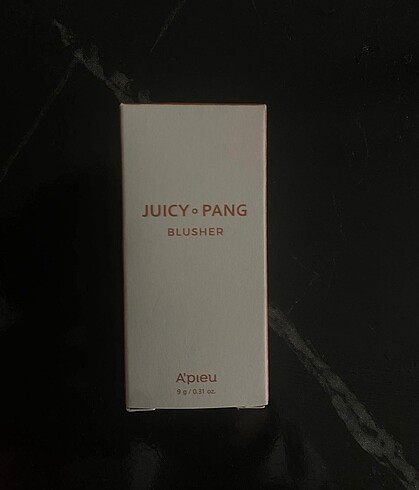 JUICY∘PANG
BLUSHER
A'PIEU
9 g / 0.31 oz.